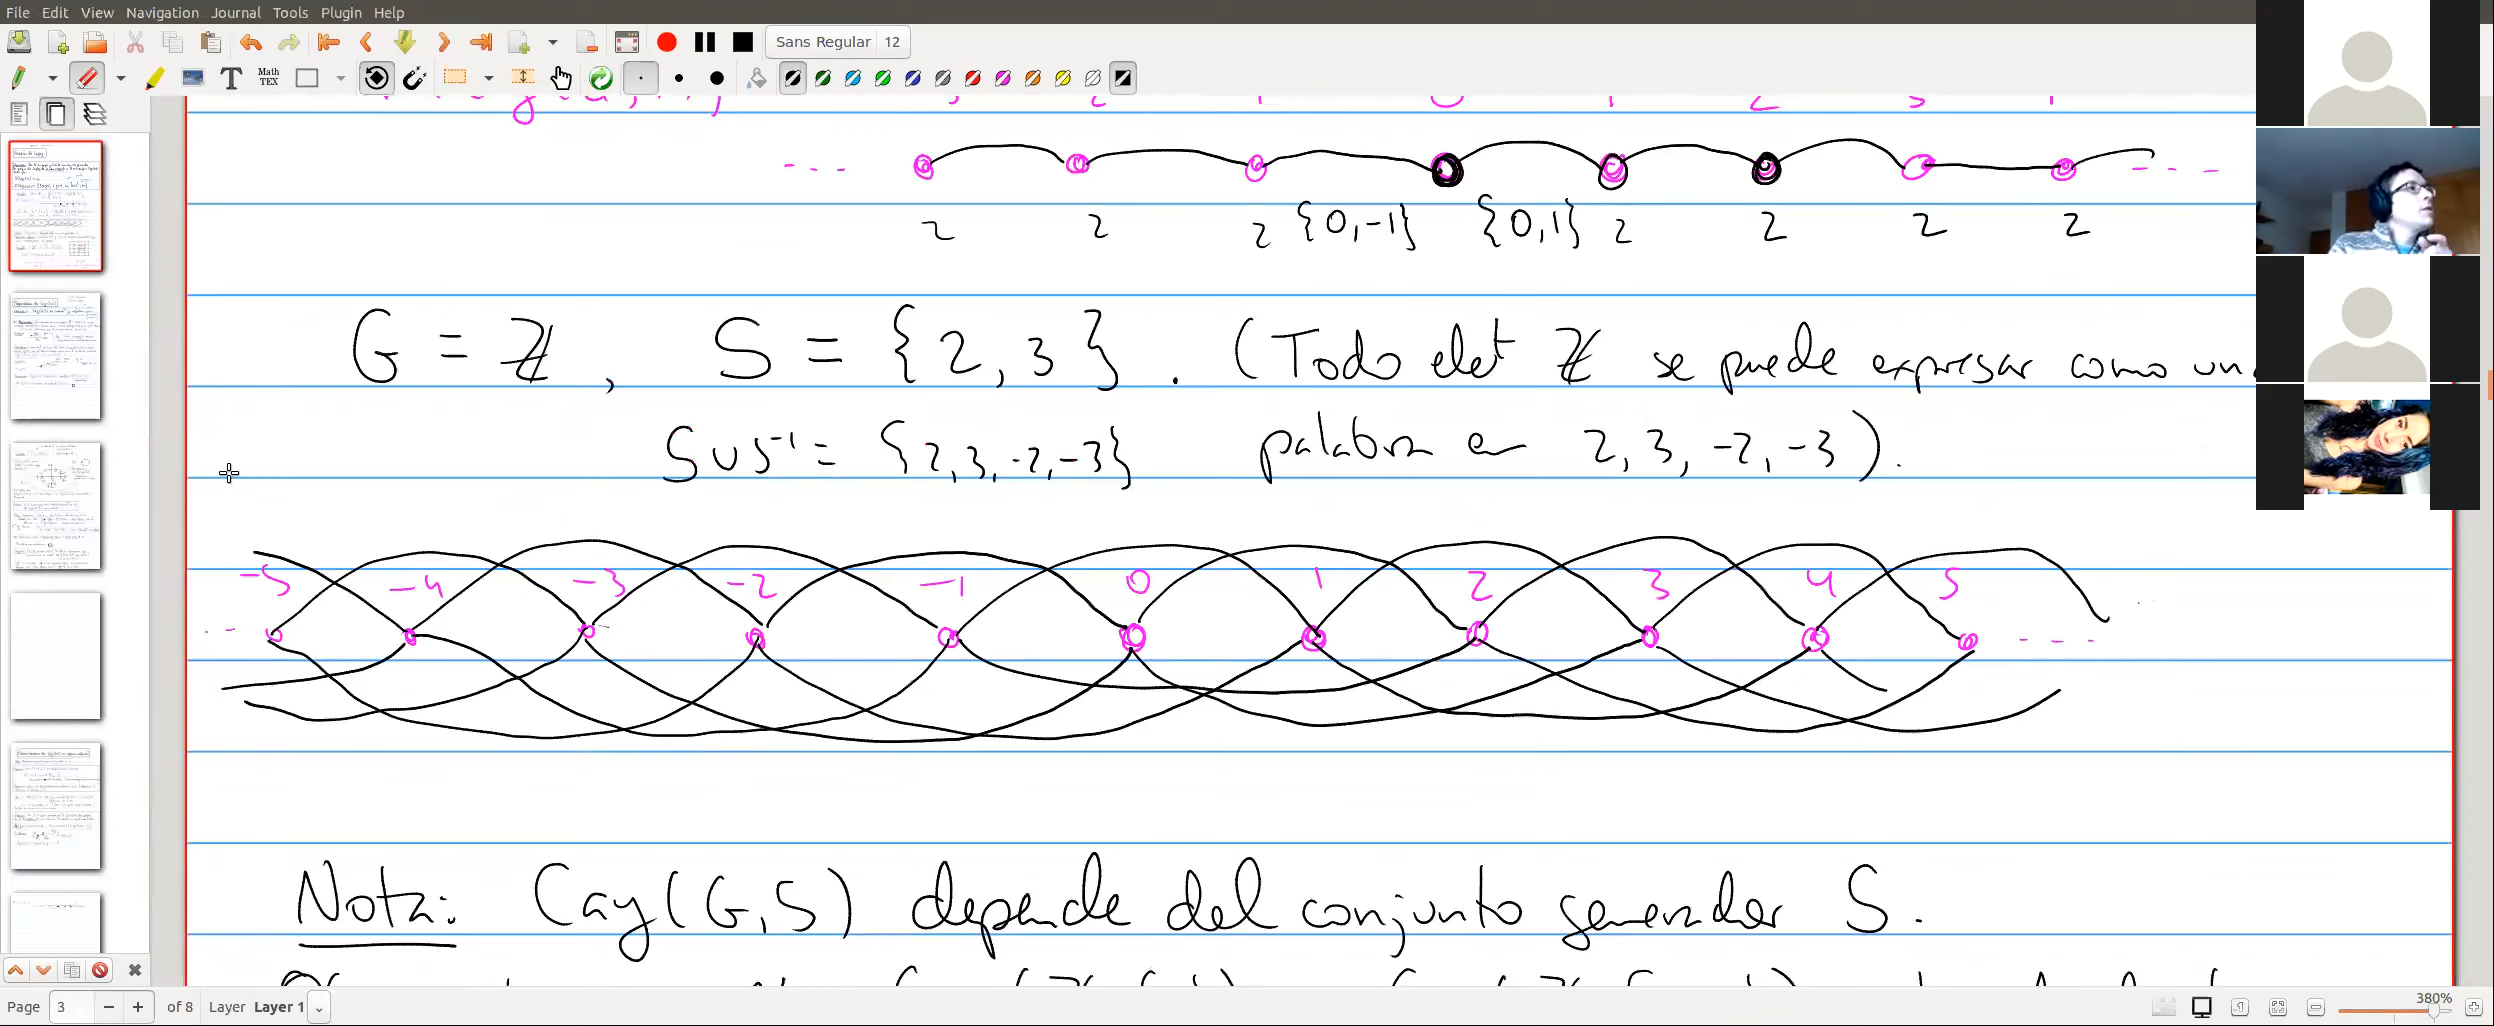 File Edit View Navigation Journal Tools Plugin Help
Sans Regular 12
Math TEX
2 2 2 {0,-1} {0,1} 2 2 2 2
G = ℤ, S = {2,3}. (Todo elet ℤ se puede expresar como un
S∪S⁻¹ = {2,3,-2,-3} palabra en 2,3,-2,-3).
-5 -4 -3 -2 -1 0 1 2 3 4 5
Nota: Cay(G,S) depende del conjunto generador S.
Page 3 of 8 Layer Layer 1 380%